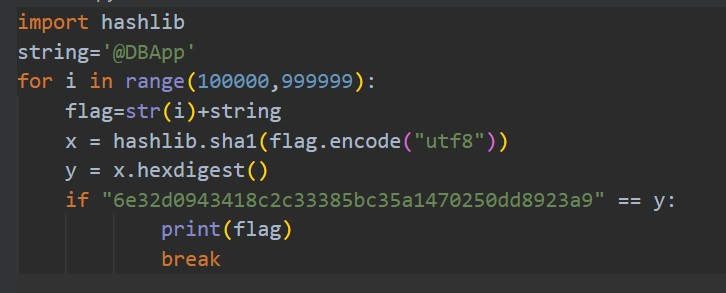 import hashlib
string='@DBApp'
for i in range(100000,999999):
    flag=str(i)+string
    x = hashlib.sha1(flag.encode("utf8"))
    y = x.hexdigest()
    if "6e32d0943418c2c33385bc35a1470250dd8923a9" == y:
            print(flag)
            break